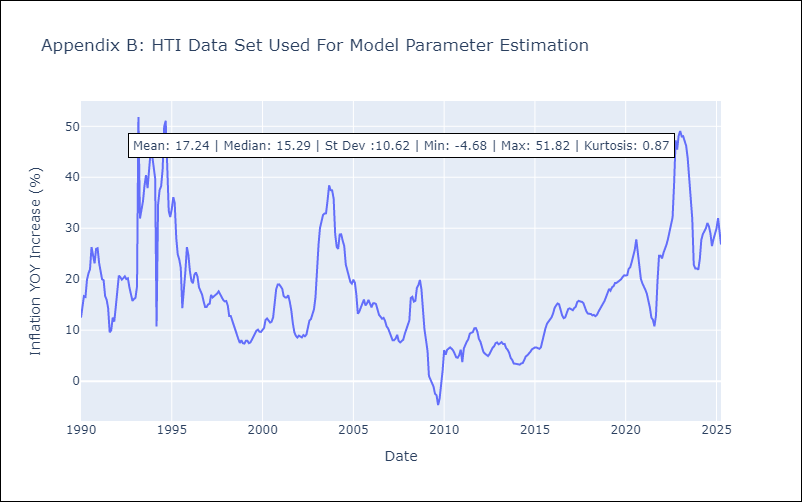 Appendix B: HTI Data Set Used For Model Parameter Estimation
50
Mean: 17.24 | Median: 15.29 | St Dev :10.62 | Min: -4.68 | Max: 51.82 | Kurtosis: 0.87
40
30
20
10
0
Inflation YOY Increase (%)
1990 1995 2000 2005 2010 2015 2020 2025
Date